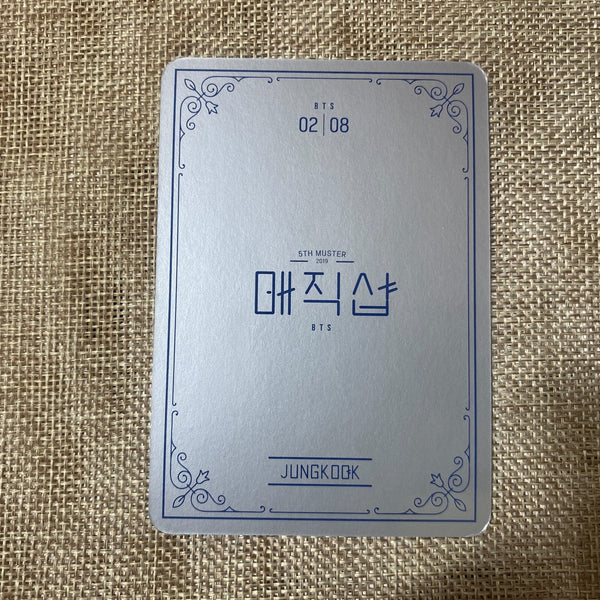 BTS
02|08
5TH MUSTER
2019
매직샵
BTS
JUNGKOOK